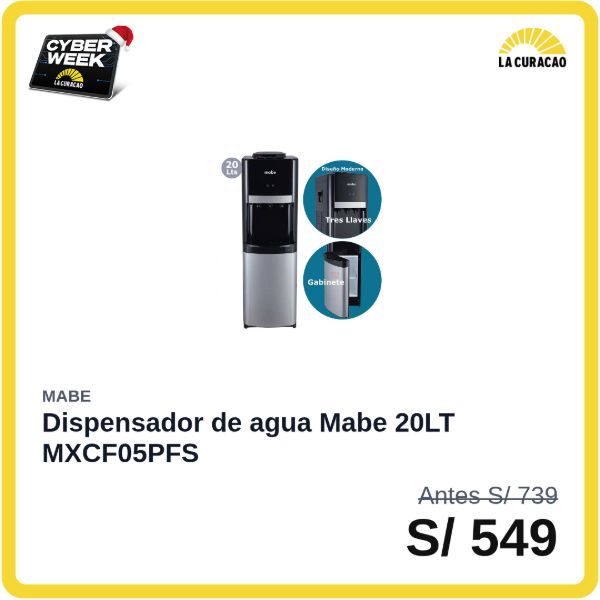 CYBER
WEEK
LA CURACAO
LA CURACAO
20
Lts
mabe
Diseño Moderno
mabe
Tres Llaves
Gabinete
MABE
Dispensador de agua Mabe 20LT
MXCF05PFS
Antes S/ 739
S/ 549